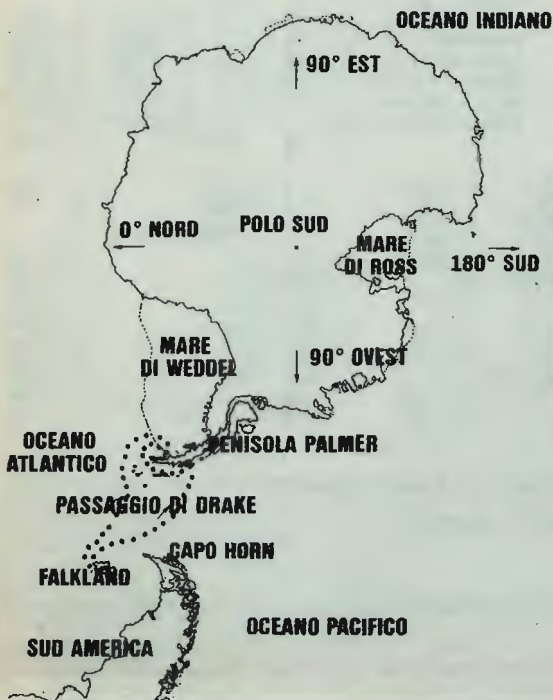 OCEANO INDIANO
90° EST
0° NORD
POLO SUD
MARE
DI ROSS
180° SUD
MARE
DI WEDDEL
90° OVEST
OCEANO
ATLANTICO
PENISOLA PALMER
PASSAGGIO DI DRAKE
CAPO HORN
FALKLAND
OCEANO PACIFICO
SUD AMERICA